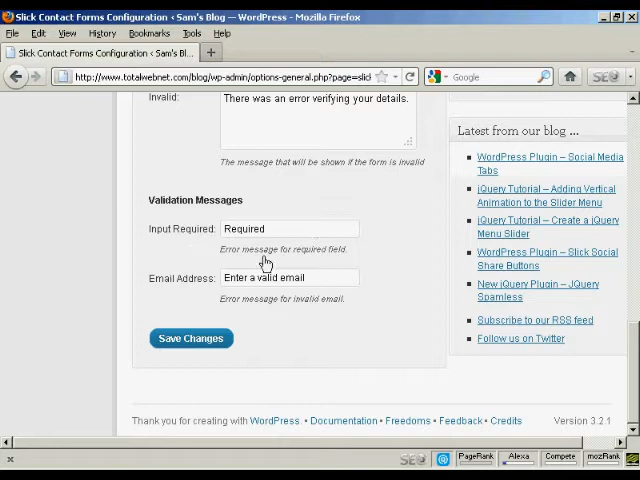 Slick Contact Forms Configuration ‹ Sam's Blog — WordPress - Mozilla Firefox
File Edit View History Bookmarks Tools Help
Slick Contact Forms Configuration ‹ Sam's Bl...
http://www.totalwebnet.com/blog/wp-admin/options-general.php?page=slick
Google
SEO
Invalid:
There was an error verifying your details.
The message that will be shown if the form is invalid
Validation Messages
Input Required:
Required
Error message for required field.
Email Address:
Enter a valid email
Error message for invalid email.
Save Changes
Latest from our blog ...
WordPress Plugin – Social Media
Tabs
jQuery Tutorial – Adding Vertical
Animation to the Slider Menu
jQuery Tutorial – Create a jQuery
Menu Slider
WordPress Plugin – Slick Social
Share Buttons
New jQuery Plugin – JQuery
Spamless
Subscribe to our RSS feed
Follow us on Twitter
Thank you for creating with WordPress. • Documentation • Freedoms • Feedback • Credits
Version 3.2.1
SEO
PageRank
Alexa
Compete
mozRank